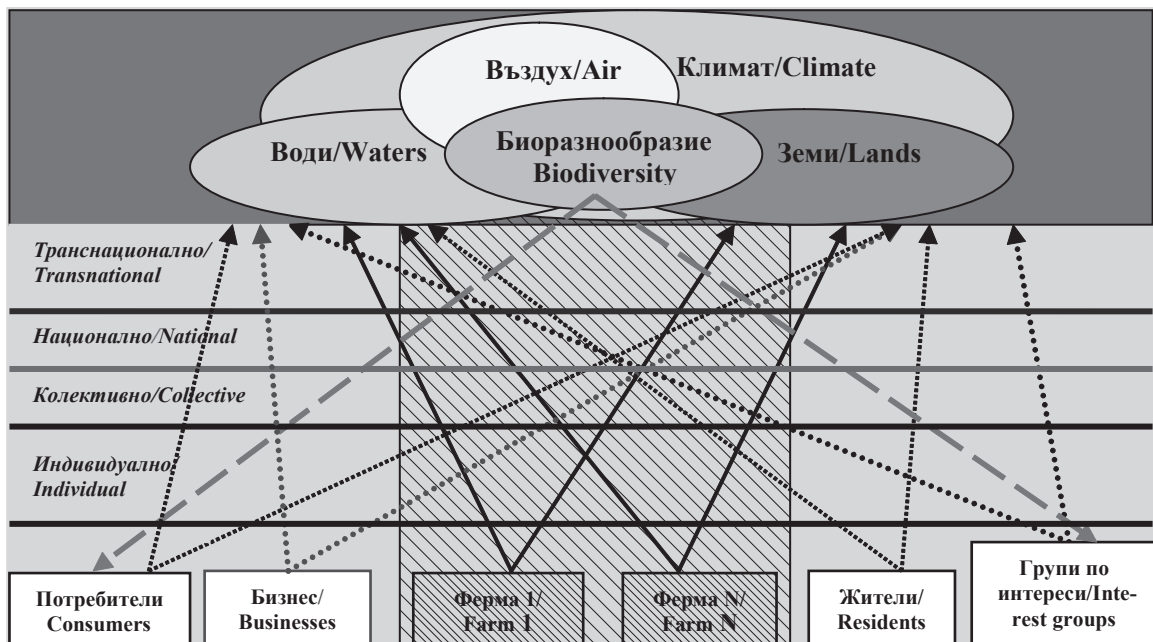 Въздух/Air
Климат/Climate
Води/Waters
Биоразнообразие
Biodiversity
Земи/Lands
Транснационално/
Transnational
Национално/National
Колективно/Collective
Индивидуално/
Individual
Потребители
Consumers
Бизнес/
Businesses
Ферма 1/
Farm 1
Ферма N/
Farm N
Жители/
Residents
Групи по
интереси/Inte-
rest groups